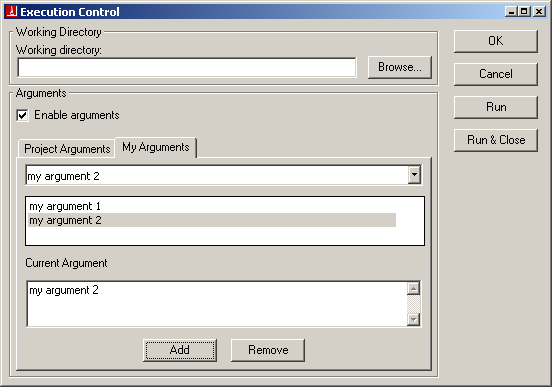 Execution Control
Working Directory
Working directory:
Browse...
OK
Cancel
Run
Run & Close
Arguments
Enable arguments
Project Arguments
My Arguments
my argument 2
my argument 1
my argument 2
Current Argument
my argument 2
Add
Remove